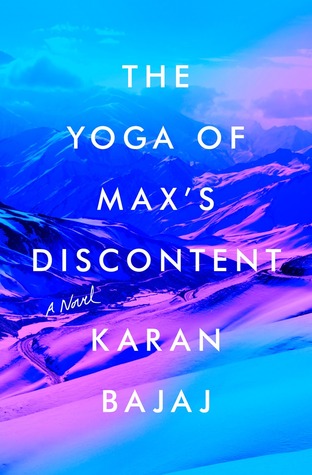 THE
YOGA OF
MAX'S
DISCONTENT
A Novel
KARAN
BAJAJ